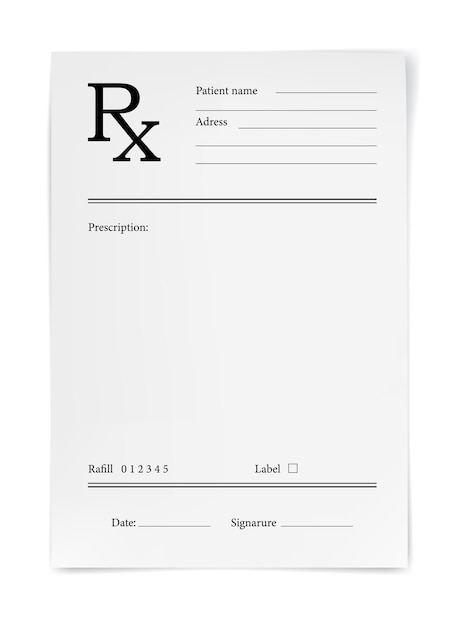 Rx
Patient name
Adress
Prescription:
Rafill 0 1 2 3 4 5
Label
Date:
Signarure